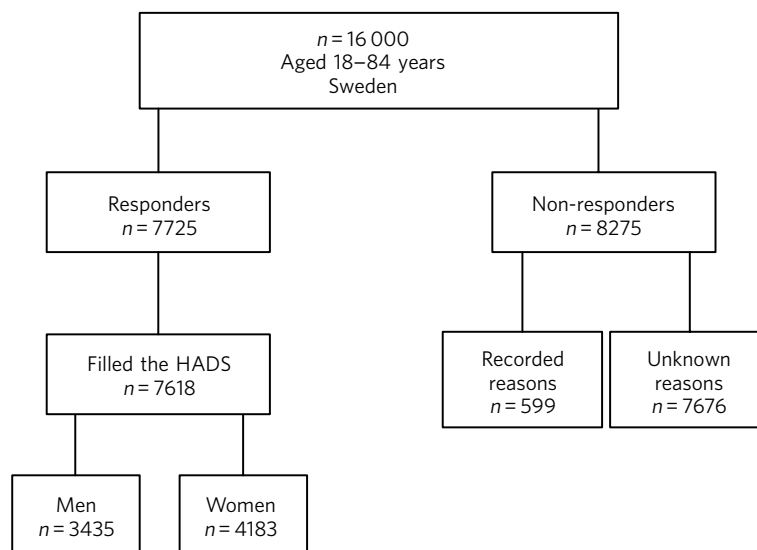 n = 16 000
Aged 18–84 years
Sweden
Responders
n = 7725
Non-responders
n = 8275
Filled the HADS
n = 7618
Recorded
reasons
n = 599
Unknown
reasons
n = 7676
Men
n = 3435
Women
n = 4183